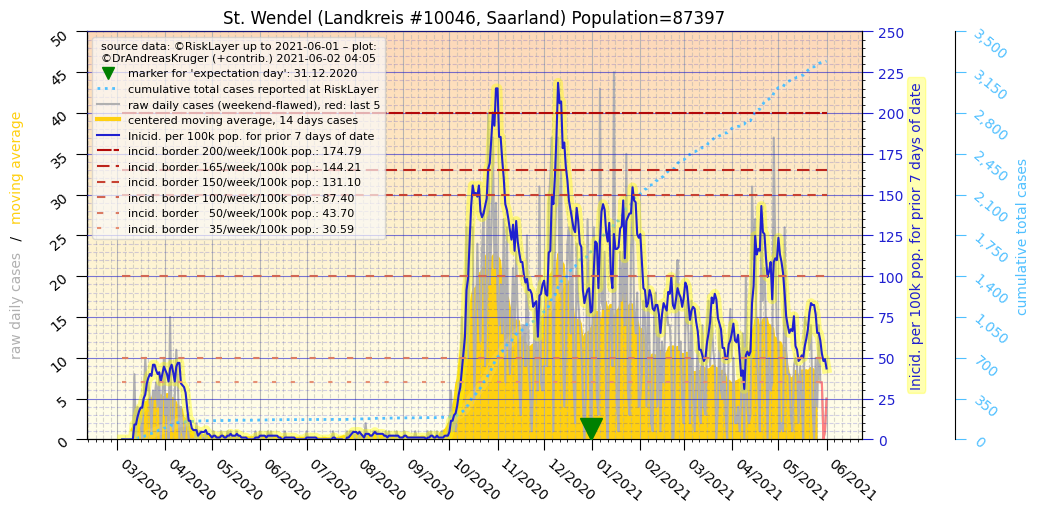 St. Wendel (Landkreis #10046, Saarland) Population=87397
source data: ©RiskLayer up to 2021-06-01 – plot:
©DrAndreasKruger (+contrib.) 2021-06-02 04:05
marker for 'expectation day': 31.12.2020
cumulative total cases reported at RiskLayer
raw daily cases (weekend-flawed), red: last 5
centered moving average, 14 days cases
Inicid. per 100k pop. for prior 7 days of date
incid. border 200/week/100k pop.: 174.79
incid. border 165/week/100k pop.: 144.21
incid. border 150/week/100k pop.: 131.10
incid. border 100/week/100k pop.: 87.40
incid. border   50/week/100k pop.: 43.70
incid. border   35/week/100k pop.: 30.59
raw daily cases / moving average
50
45
40
35
30
25
20
15
10
5
0
03/2020
04/2020
05/2020
06/2020
07/2020
08/2020
09/2020
10/2020
11/2020
12/2020
01/2021
02/2021
03/2021
04/2021
05/2021
06/2021
250
225
200
175
150
125
100
75
50
25
0
Inicid. per 100k pop. for prior 7 days of date
3,500
3,150
2,800
2,450
2,100
1,750
1,400
1,050
700
350
0
cumulative total cases